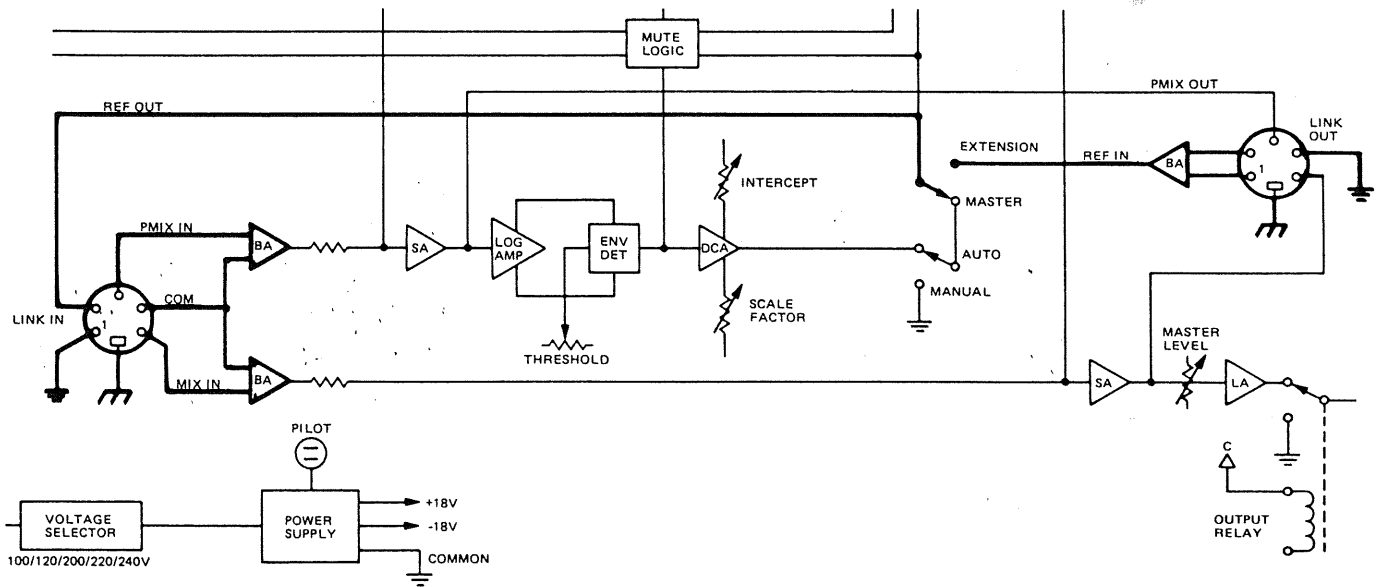 MUTE
LOGIC
PMIX OUT
REF OUT
LINK
OUT
EXTENSION
REF IN
BA
1
INTERCEPT
MASTER
PMIX IN
BA
SA
LOG
AMP
ENV
DET
DCA
AUTO
COM
MANUAL
LINK IN
1
SCALE
FACTOR
THRESHOLD
MASTER
LEVEL
MIX IN
BA
SA
LA
PILOT
C
+18V
VOLTAGE
SELECTOR
POWER
SUPPLY
-18V
OUTPUT
RELAY
100/120/200/220/240V
COMMON